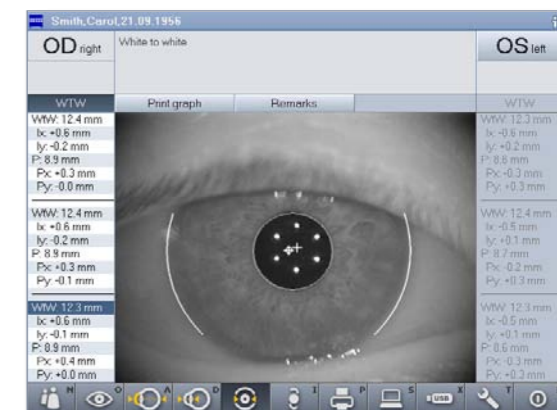 Smith, Carol, 21.09.1956
OD right
White to white
OS left
WTW
Print graph
Remarks
WTW
WTW: 12.4 mm
Ix: +0.6 mm
Iy: -0.2 mm
P: 8.9 mm
Px: +0.3 mm
Py: -0.0 mm
WTW: 12.4 mm
Ix: +0.6 mm
Iy: -0.2 mm
P: 8.9 mm
Px: +0.3 mm
Py: -0.1 mm
WTW: 12.3 mm
Ix: +0.6 mm
Iy: -0.1 mm
P: 8.9 mm
Px: +0.4 mm
Py: +0.0 mm
WTW: 12.3 mm
Ix: -0.6 mm
Iy: +0.2 mm
P: 8.6 mm
Px: -0.3 mm
Py: +0.3 mm
WTW: 12.4 mm
Ix: -0.5 mm
Iy: +0.1 mm
P: 8.7 mm
Px: -0.2 mm
Py: +0.3 mm
WTW: 12.3 mm
Ix: -0.5 mm
Iy: +0.1 mm
Px: -0.3 mm
Py: +0.2 mm
N O A D I P S USB X T